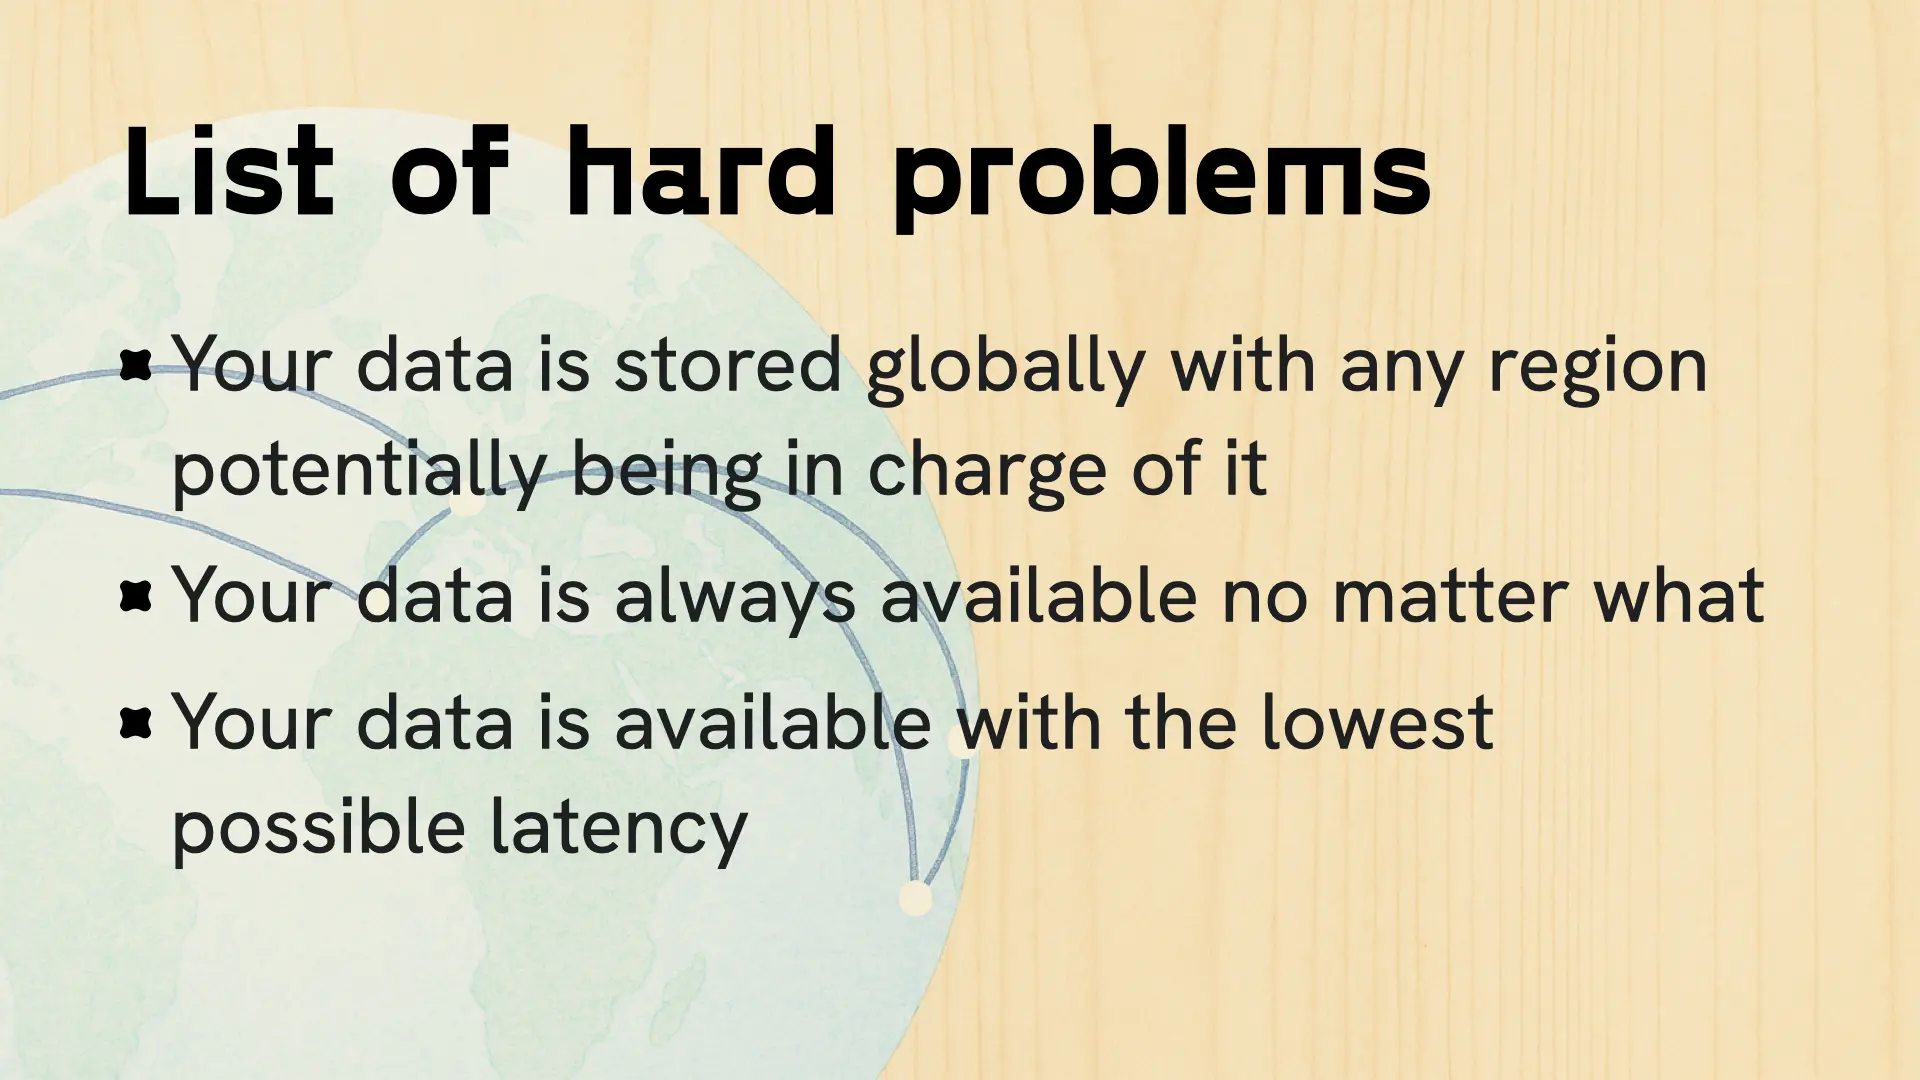 List of hard problems
Your data is stored globally with any region
potentially being in charge of it
Your data is always available no matter what
Your data is available with the lowest
possible latency